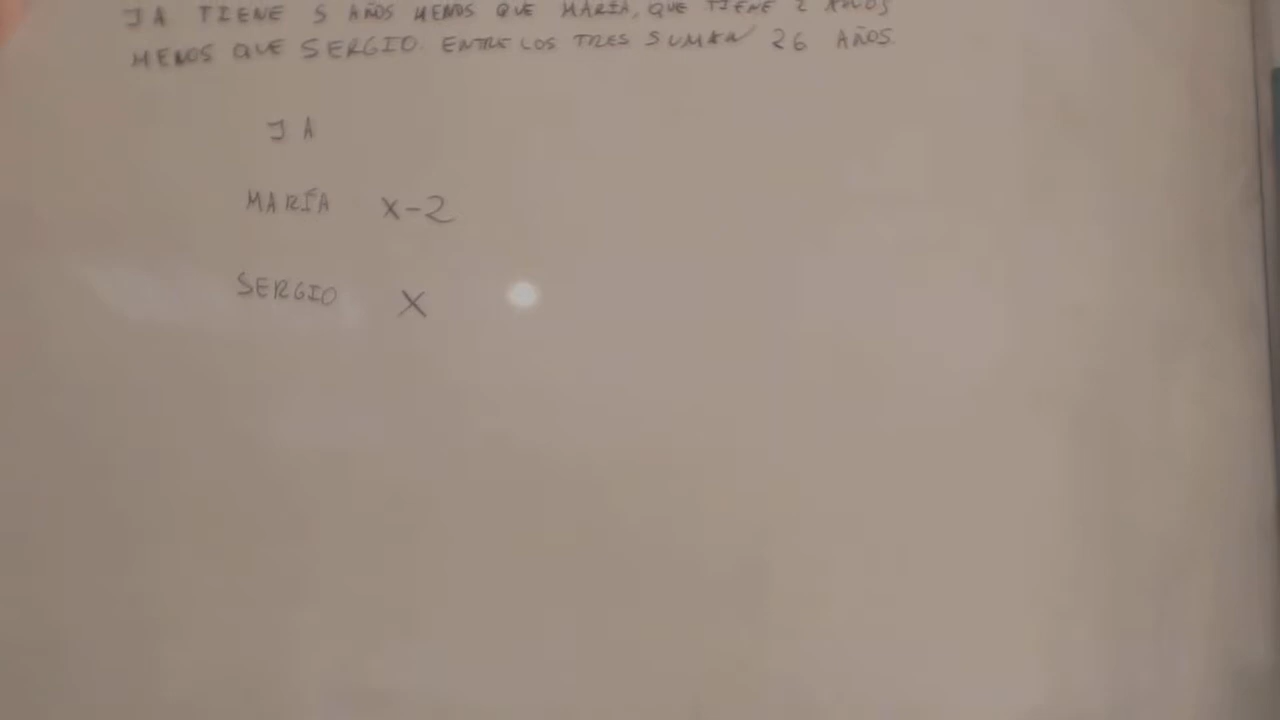 JA TIENE 5 AÑOS MENOS QUE MARÍA, QUE TIENE 2 AÑOS
MENOS QUE SERGIO. ENTRE LOS TRES SUMAN 26 AÑOS.
JA
MARÍA x-2
SERGIO x